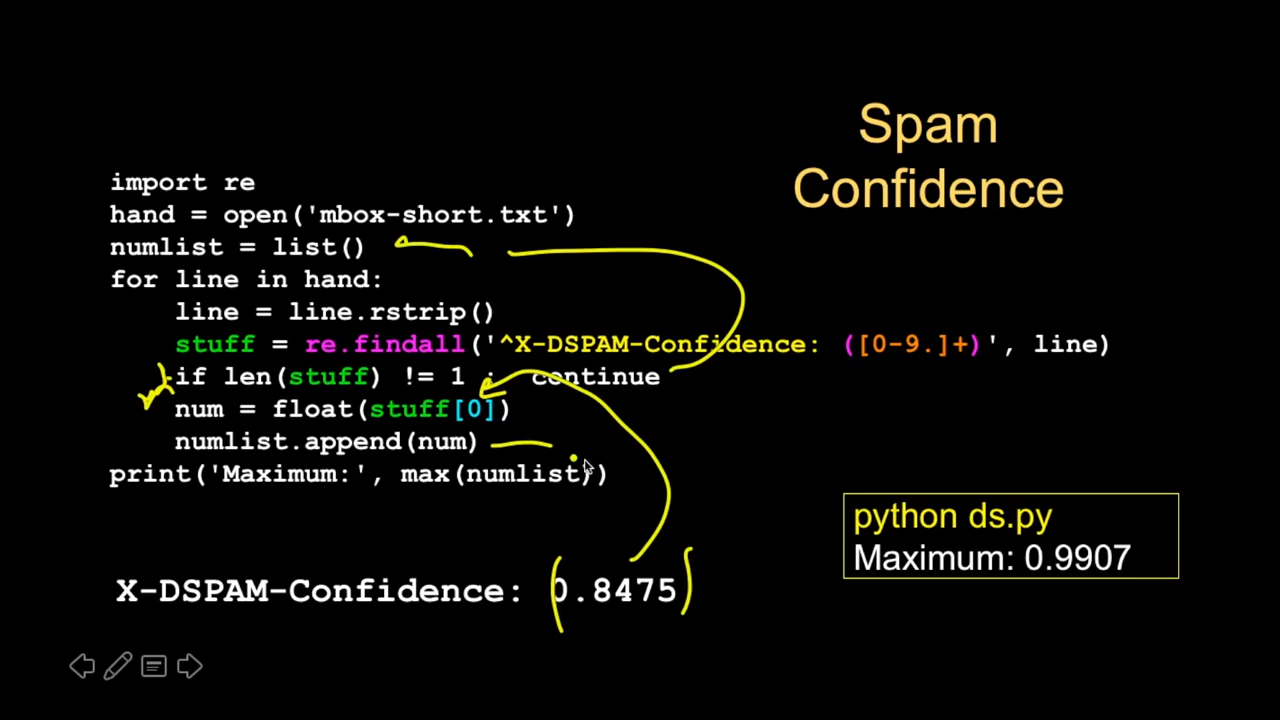 Spam
Confidence
import re
hand = open('mbox-short.txt')
numlist = list()
for line in hand:
    line = line.rstrip()
    stuff = re.findall('^X-DSPAM-Confidence: ([0-9.]+)', line)
    if len(stuff) != 1 :  continue
    num = float(stuff[0])
    numlist.append(num)
print('Maximum:', max(numlist))
python ds.py
Maximum: 0.9907
X-DSPAM-Confidence: 0.8475